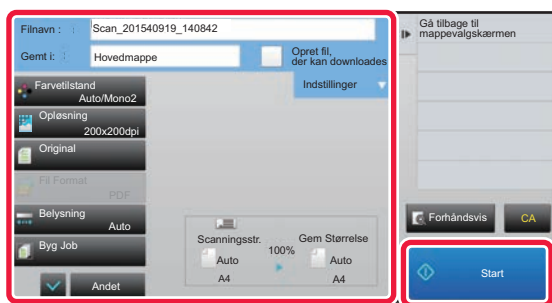 Filnavn :
Scan_201540919_140842
Gemt i:
Hovedmappe
Opret fil,
der kan downloades
Indstillinger
Farvetilstand
Auto/Mono2
Opløsning
200x200dpi
Original
Fil Format
PDF
Belysning
Auto
Byg Job
Andet
Scanningsstr.
100%
Gem Størrelse
Auto
Auto
A4
A4
Gå tilbage til
mappevalgskærmen
Forhåndsvis
CA
Start